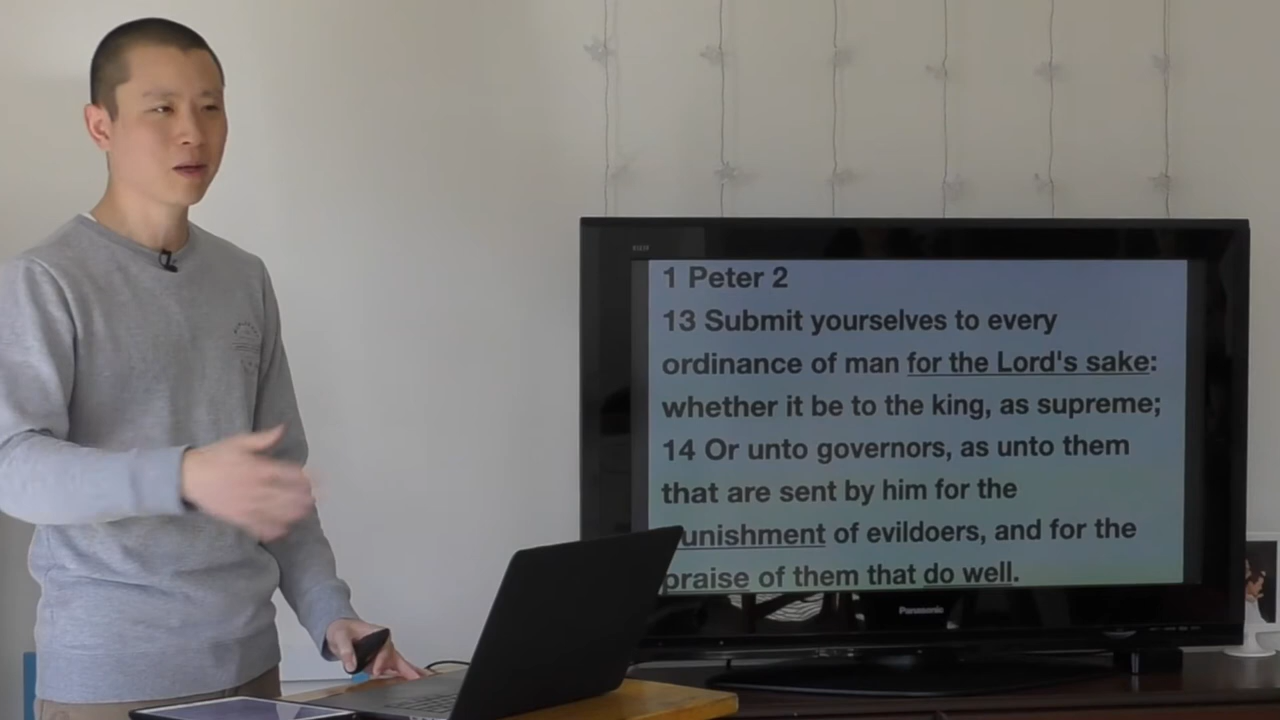 1 Peter 2
13 Submit yourselves to every
ordinance of man for the Lord's sake:
whether it be to the king, as supreme;
14 Or unto governors, as unto them
that are sent by him for the
unishment of evildoers, and for the
praise of them that do well.
Panasonic